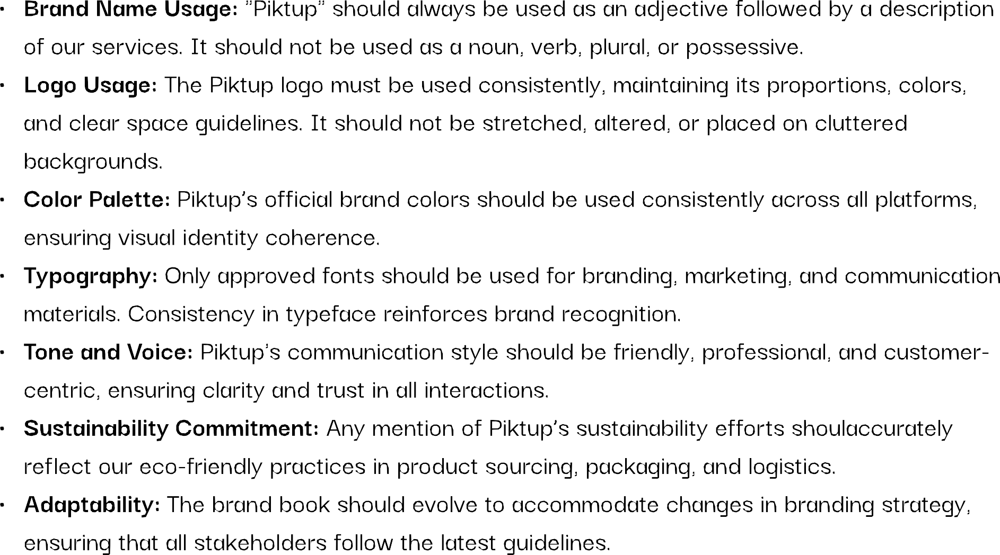 • Brand Name Usage: "Piktup" should always be used as an adjective followed by a description
of our services. It should not be used as a noun, verb, plural, or possessive.
• Logo Usage: The Piktup logo must be used consistently, maintaining its proportions, colors,
and clear space guidelines. It should not be stretched, altered, or placed on cluttered
backgrounds.
• Color Palette: Piktup's official brand colors should be used consistently across all platforms,
ensuring visual identity coherence.
• Typography: Only approved fonts should be used for branding, marketing, and communication
materials. Consistency in typeface reinforces brand recognition.
• Tone and Voice: Piktup's communication style should be friendly, professional, and customer-
centric, ensuring clarity and trust in all interactions.
• Sustainability Commitment: Any mention of Piktup's sustainability efforts shoulaccurately
reflect our eco-friendly practices in product sourcing, packaging, and logistics.
• Adaptability: The brand book should evolve to accommodate changes in branding strategy,
ensuring that all stakeholders follow the latest guidelines.